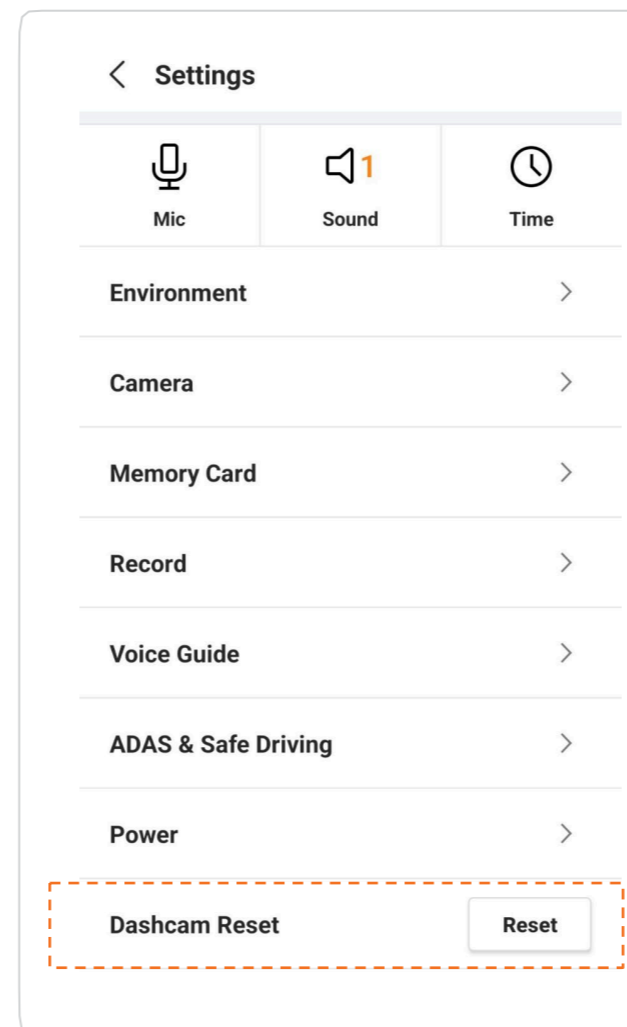 Settings
1
Mic Sound Time
Environment
Camera
Memory Card
Record
Voice Guide
ADAS & Safe Driving
Power
Dashcam Reset Reset